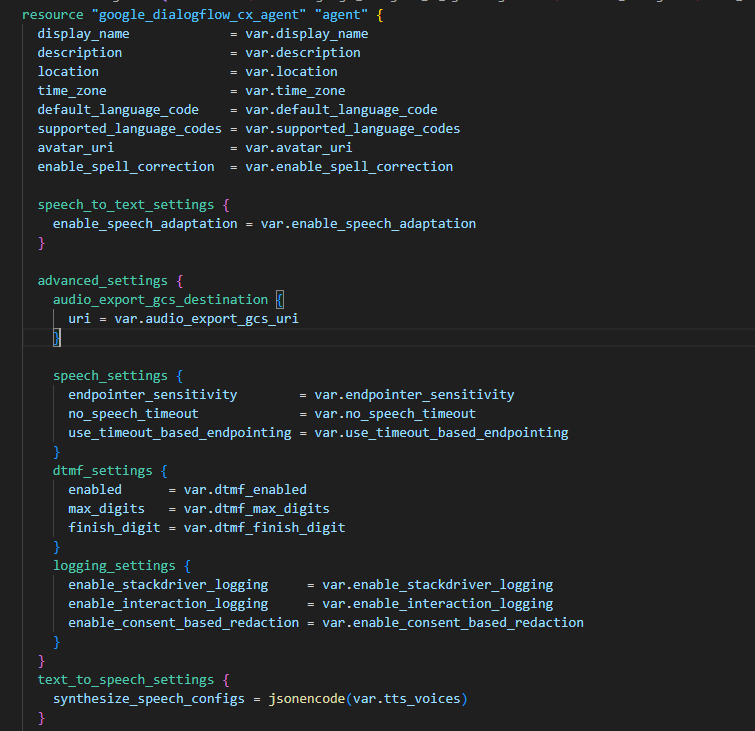 resource "google_dialogflow_cx_agent" "agent" {
  display_name             = var.display_name
  description              = var.description
  location                 = var.location
  time_zone                = var.time_zone
  default_language_code    = var.default_language_code
  supported_language_codes = var.supported_language_codes
  avatar_uri               = var.avatar_uri
  enable_spell_correction  = var.enable_spell_correction

  speech_to_text_settings {
    enable_speech_adaptation = var.enable_speech_adaptation
  }

  advanced_settings {
    audio_export_gcs_destination {
      uri = var.audio_export_gcs_uri
    }

    speech_settings {
      endpointer_sensitivity        = var.endpointer_sensitivity
      no_speech_timeout             = var.no_speech_timeout
      use_timeout_based_endpointing = var.use_timeout_based_endpointing
    }
    dtmf_settings {
      enabled      = var.dtmf_enabled
      max_digits   = var.dtmf_max_digits
      finish_digit = var.dtmf_finish_digit
    }
    logging_settings {
      enable_stackdriver_logging     = var.enable_stackdriver_logging
      enable_interaction_logging     = var.enable_interaction_logging
      enable_consent_based_redaction = var.enable_consent_based_redaction
    }
  }
  text_to_speech_settings {
    synthesize_speech_configs = jsonencode(var.tts_voices)
  }